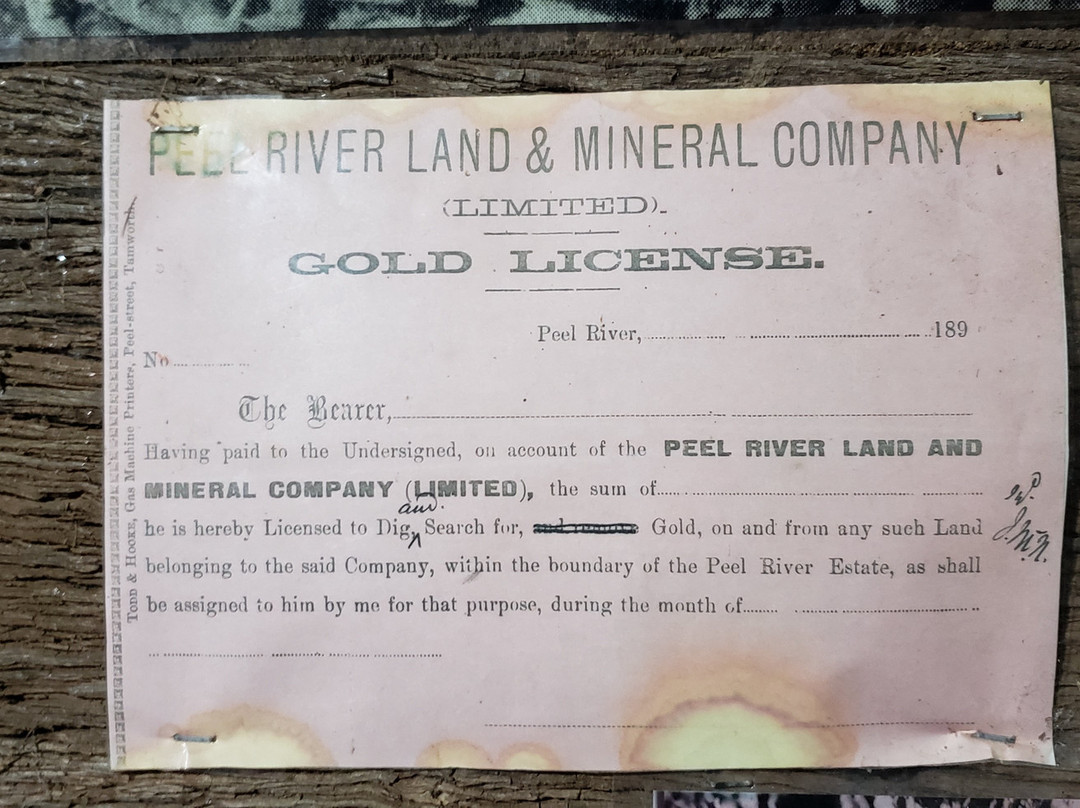 PEEL RIVER LAND & MINERAL COMPANY
(LIMITED).
GOLD LICENSE.
Peel River,........................189
No............
The Bearer,........................
Having paid to the Undersigned, on account of the PEEL RIVER LAND AND
MINERAL COMPANY (LIMITED), the sum of........................
and
he is hereby Licensed to Dig, Search for, Gold, on and from any such Land
belonging to the said Company, within the boundary of the Peel River Estate, as shall
be assigned to him by me for that purpose, during the month of........................
Todd & Hooke, Gas Machine Printers, Peel-street, Tamworth.